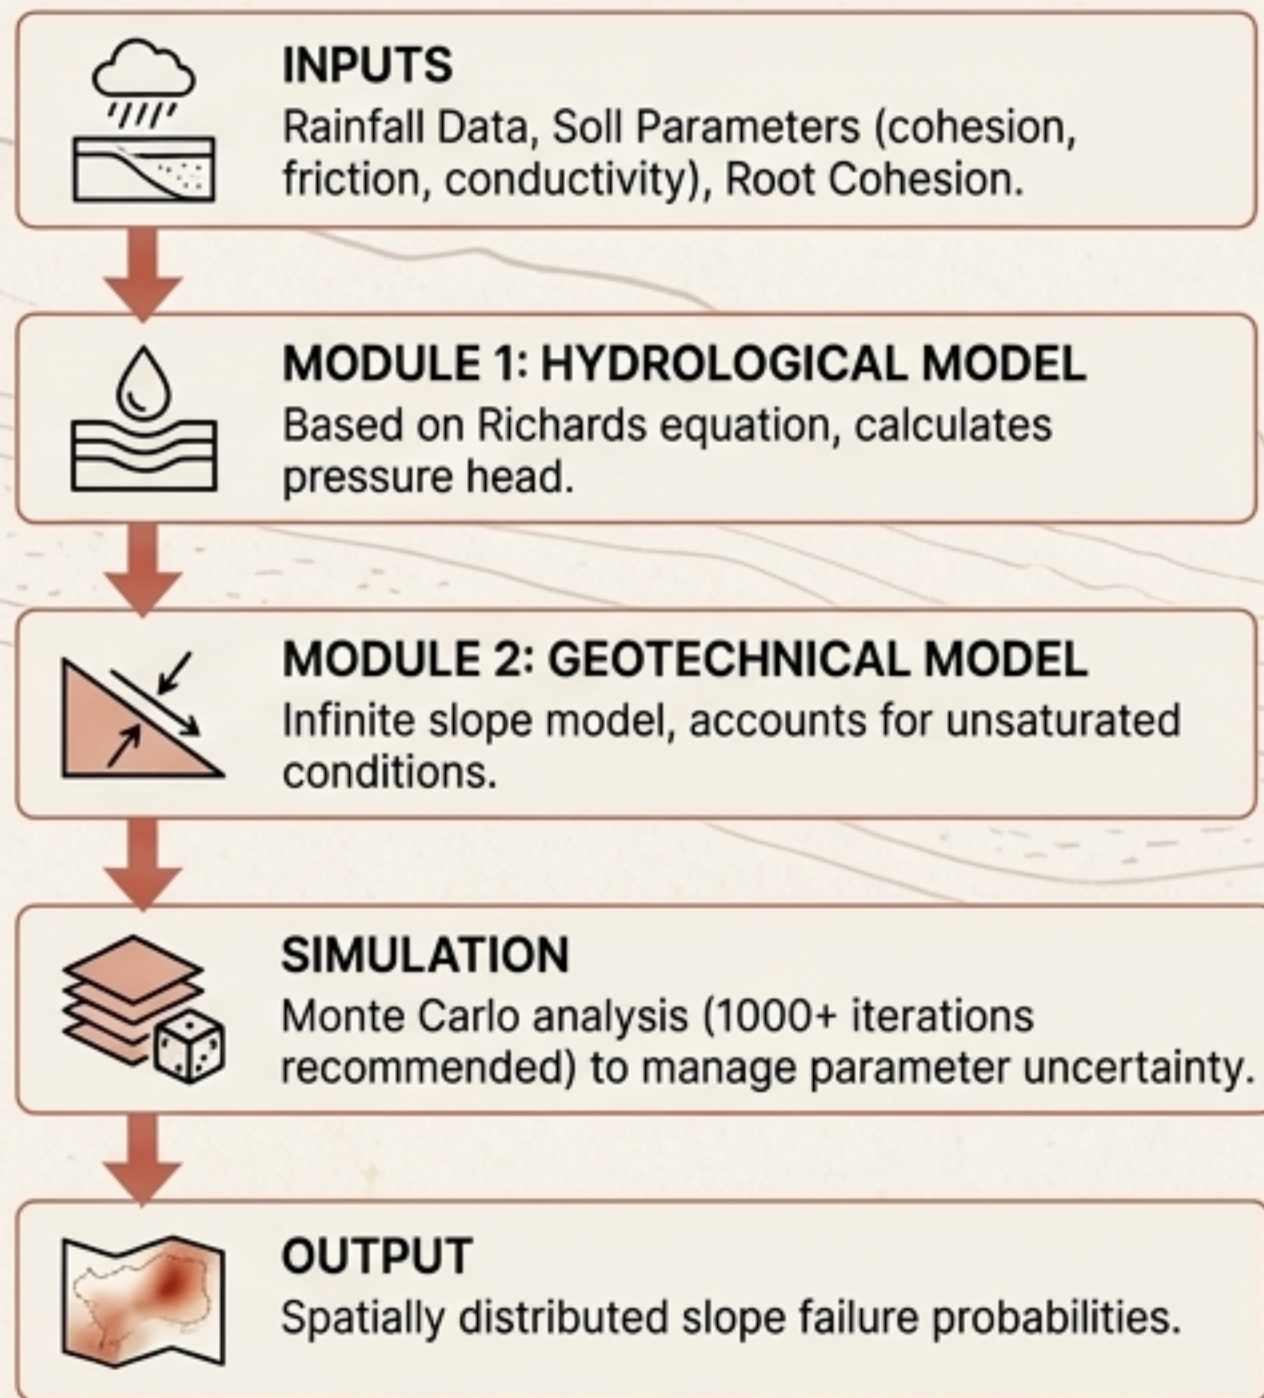 INPUTS
Rainfall Data, Soll Parameters (cohesion,
friction, conductivity), Root Cohesion.
MODULE 1: HYDROLOGICAL MODEL
Based on Richards equation, calculates
pressure head.
MODULE 2: GEOTECHNICAL MODEL
Infinite slope model, accounts for unsaturated
conditions.
SIMULATION
Monte Carlo analysis (1000+ iterations
recommended) to manage parameter uncertainty.
OUTPUT
Spatially distributed slope failure probabilities.